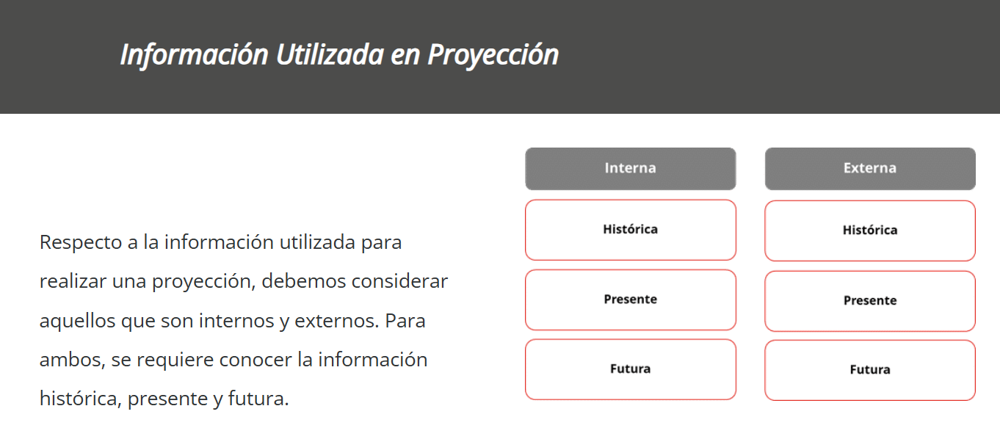 Información Utilizada en Proyección
Respecto a la información utilizada para
realizar una proyección, debemos considerar
aquellos que son internos y externos. Para
ambos, se requiere conocer la información
histórica, presente y futura.
Interna
Externa
Histórica
Histórica
Presente
Presente
Futura
Futura